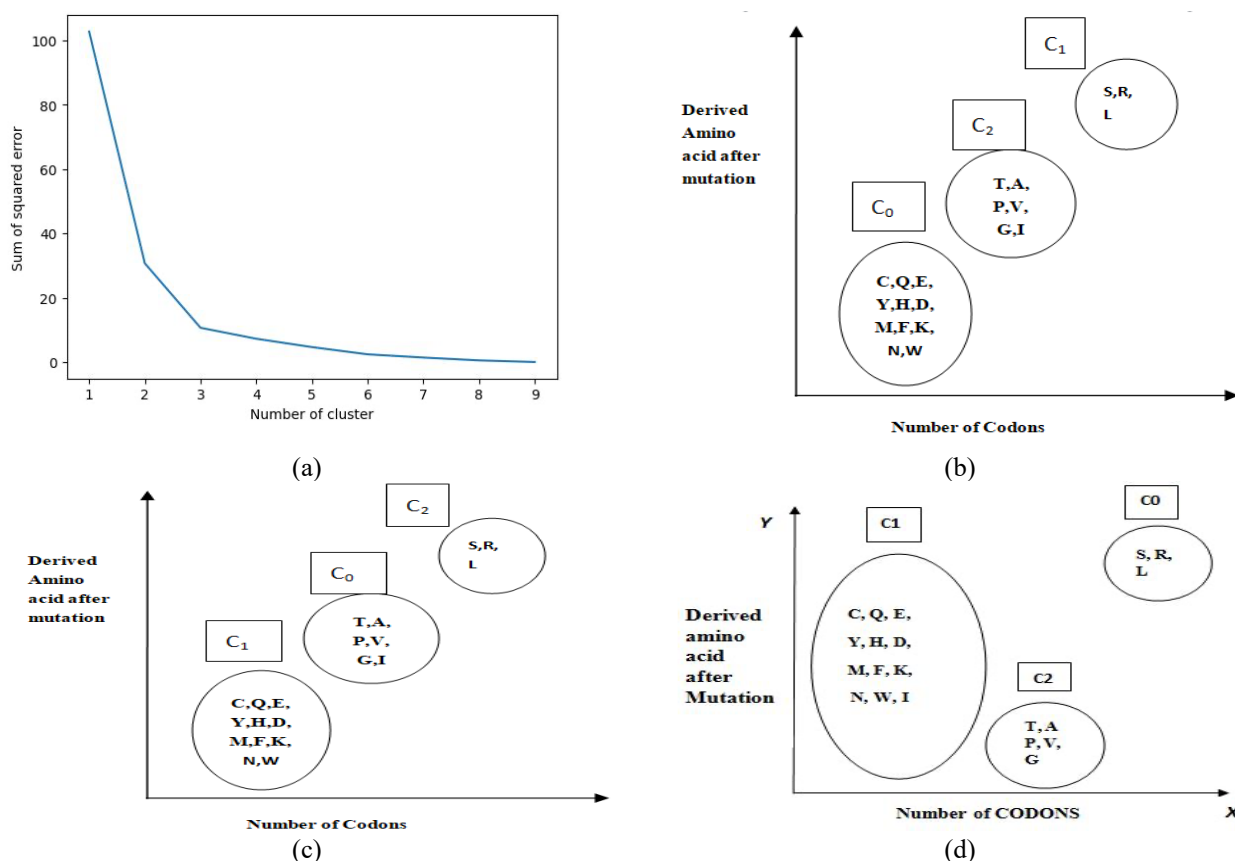 100
80
60
40
20
0
Sum of squared error
1 2 3 4 5 6 7 8 9
Number of cluster
(a)
C₁
S,R,
L
Derived
Amino
acid after
mutation
C₂
T,A,
P,V,
G,I
C₀
C,Q,E,
Y,H,D,
M,F,K,
N,W
Number of Codons
(b)
C₂
S,R,
L
Derived
Amino
acid after
mutation
C₀
T,A,
P,V,
G,I
C₁
C,Q,E,
Y,H,D,
M,F,K,
N,W
Number of Codons
(c)
C0
Y
C1
S, R,
L
Derived
amino
acid
after
Mutation
C, Q, E,
Y, H, D,
M, F, K,
N, W, I
C2
T, A
P, V,
G
Number of CODONS
X
(d)